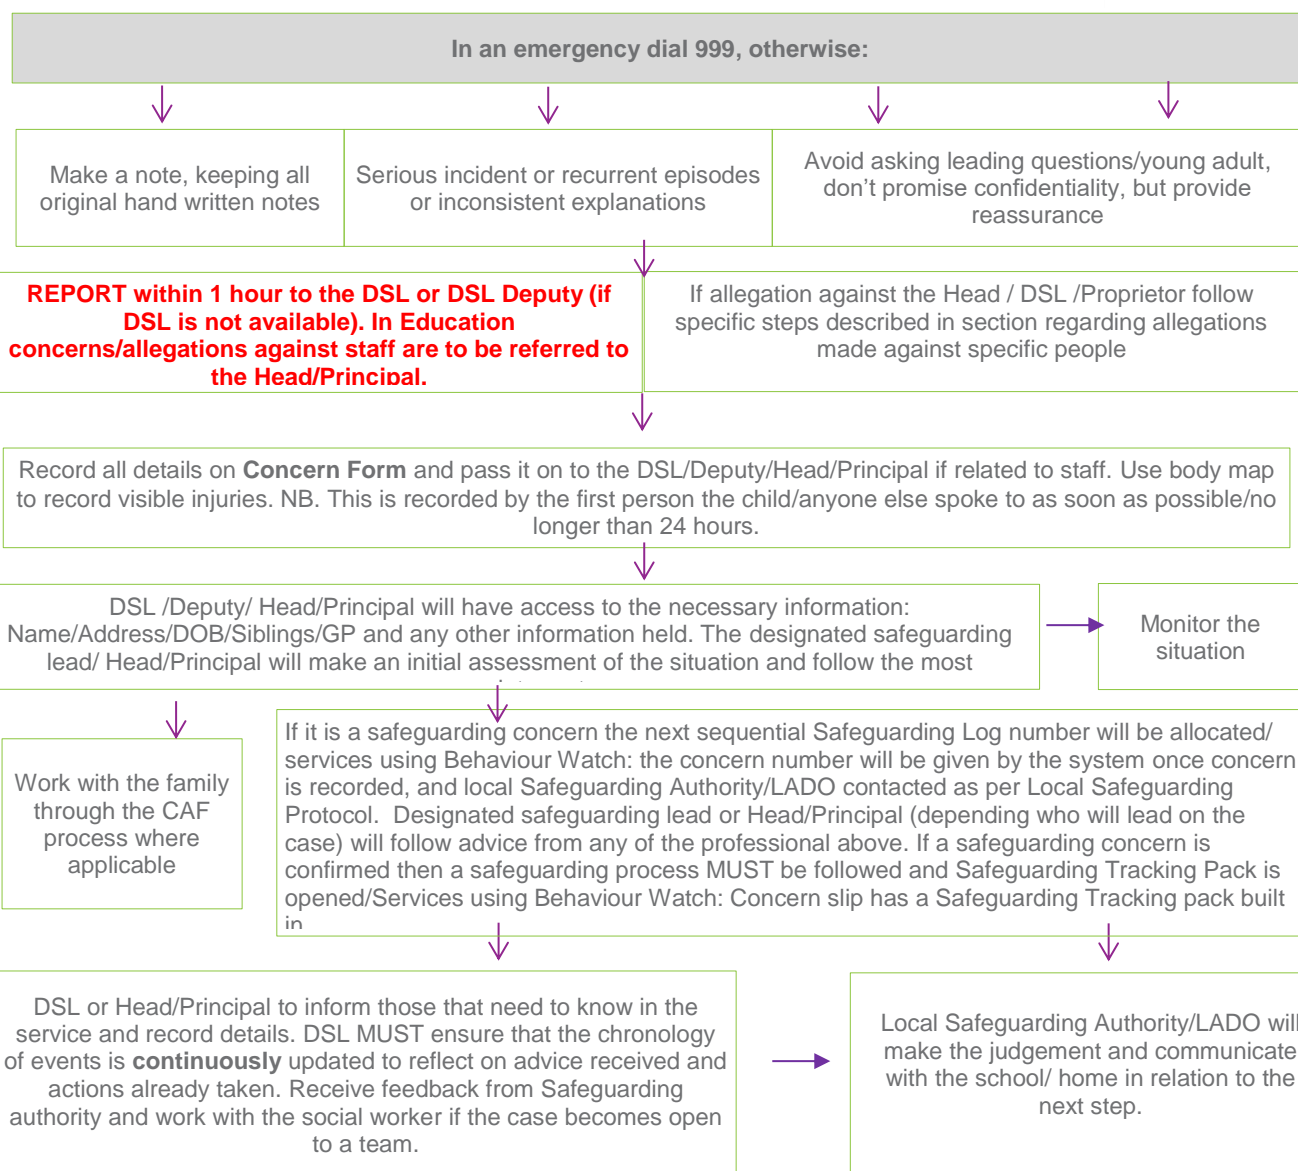 In an emergency dial 999, otherwise:
Make a note, keeping all
original hand written notes
Serious incident or recurrent episodes
or inconsistent explanations
Avoid asking leading questions/young adult,
don’t promise confidentiality, but provide
reassurance
REPORT within 1 hour to the DSL or DSL Deputy (if
DSL is not available). In Education
concerns/allegations against staff are to be referred to
the Head/Principal.
If allegation against the Head / DSL /Proprietor follow
specific steps described in section regarding allegations
made against specific people
Record all details on Concern Form and pass it on to the DSL/Deputy/Head/Principal if related to staff. Use body map
to record visible injuries. NB. This is recorded by the first person the child/anyone else spoke to as soon as possible/no
longer than 24 hours.
DSL /Deputy/ Head/Principal will have access to the necessary information:
Name/Address/DOB/Siblings/GP and any other information held. The designated safeguarding
lead/ Head/Principal will make an initial assessment of the situation and follow the most
Monitor the
situation
Work with the family
through the CAF
process where
applicable
If it is a safeguarding concern the next sequential Safeguarding Log number will be allocated/
services using Behaviour Watch: the concern number will be given by the system once concern
is recorded, and local Safeguarding Authority/LADO contacted as per Local Safeguarding
Protocol.  Designated safeguarding lead or Head/Principal (depending who will lead on the
case) will follow advice from any of the professional above. If a safeguarding concern is
confirmed then a safeguarding process MUST be followed and Safeguarding Tracking Pack is
opened/Services using Behaviour Watch: Concern slip has a Safeguarding Tracking pack built
in
DSL or Head/Principal to inform those that need to know in the
service and record details. DSL MUST ensure that the chronology
of events is continuously updated to reflect on advice received and
actions already taken. Receive feedback from Safeguarding
authority and work with the social worker if the case becomes open
to a team.
Local Safeguarding Authority/LADO will
make the judgement and communicate
with the school/ home in relation to the
next step.